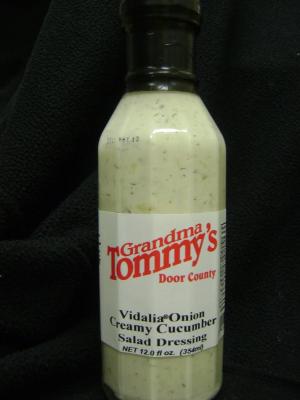 Grandma
Tommy's
Door County
Vidalia® Onion
Creamy Cucumber
Salad Dressing
NET 12.0 fl oz. (354ml)